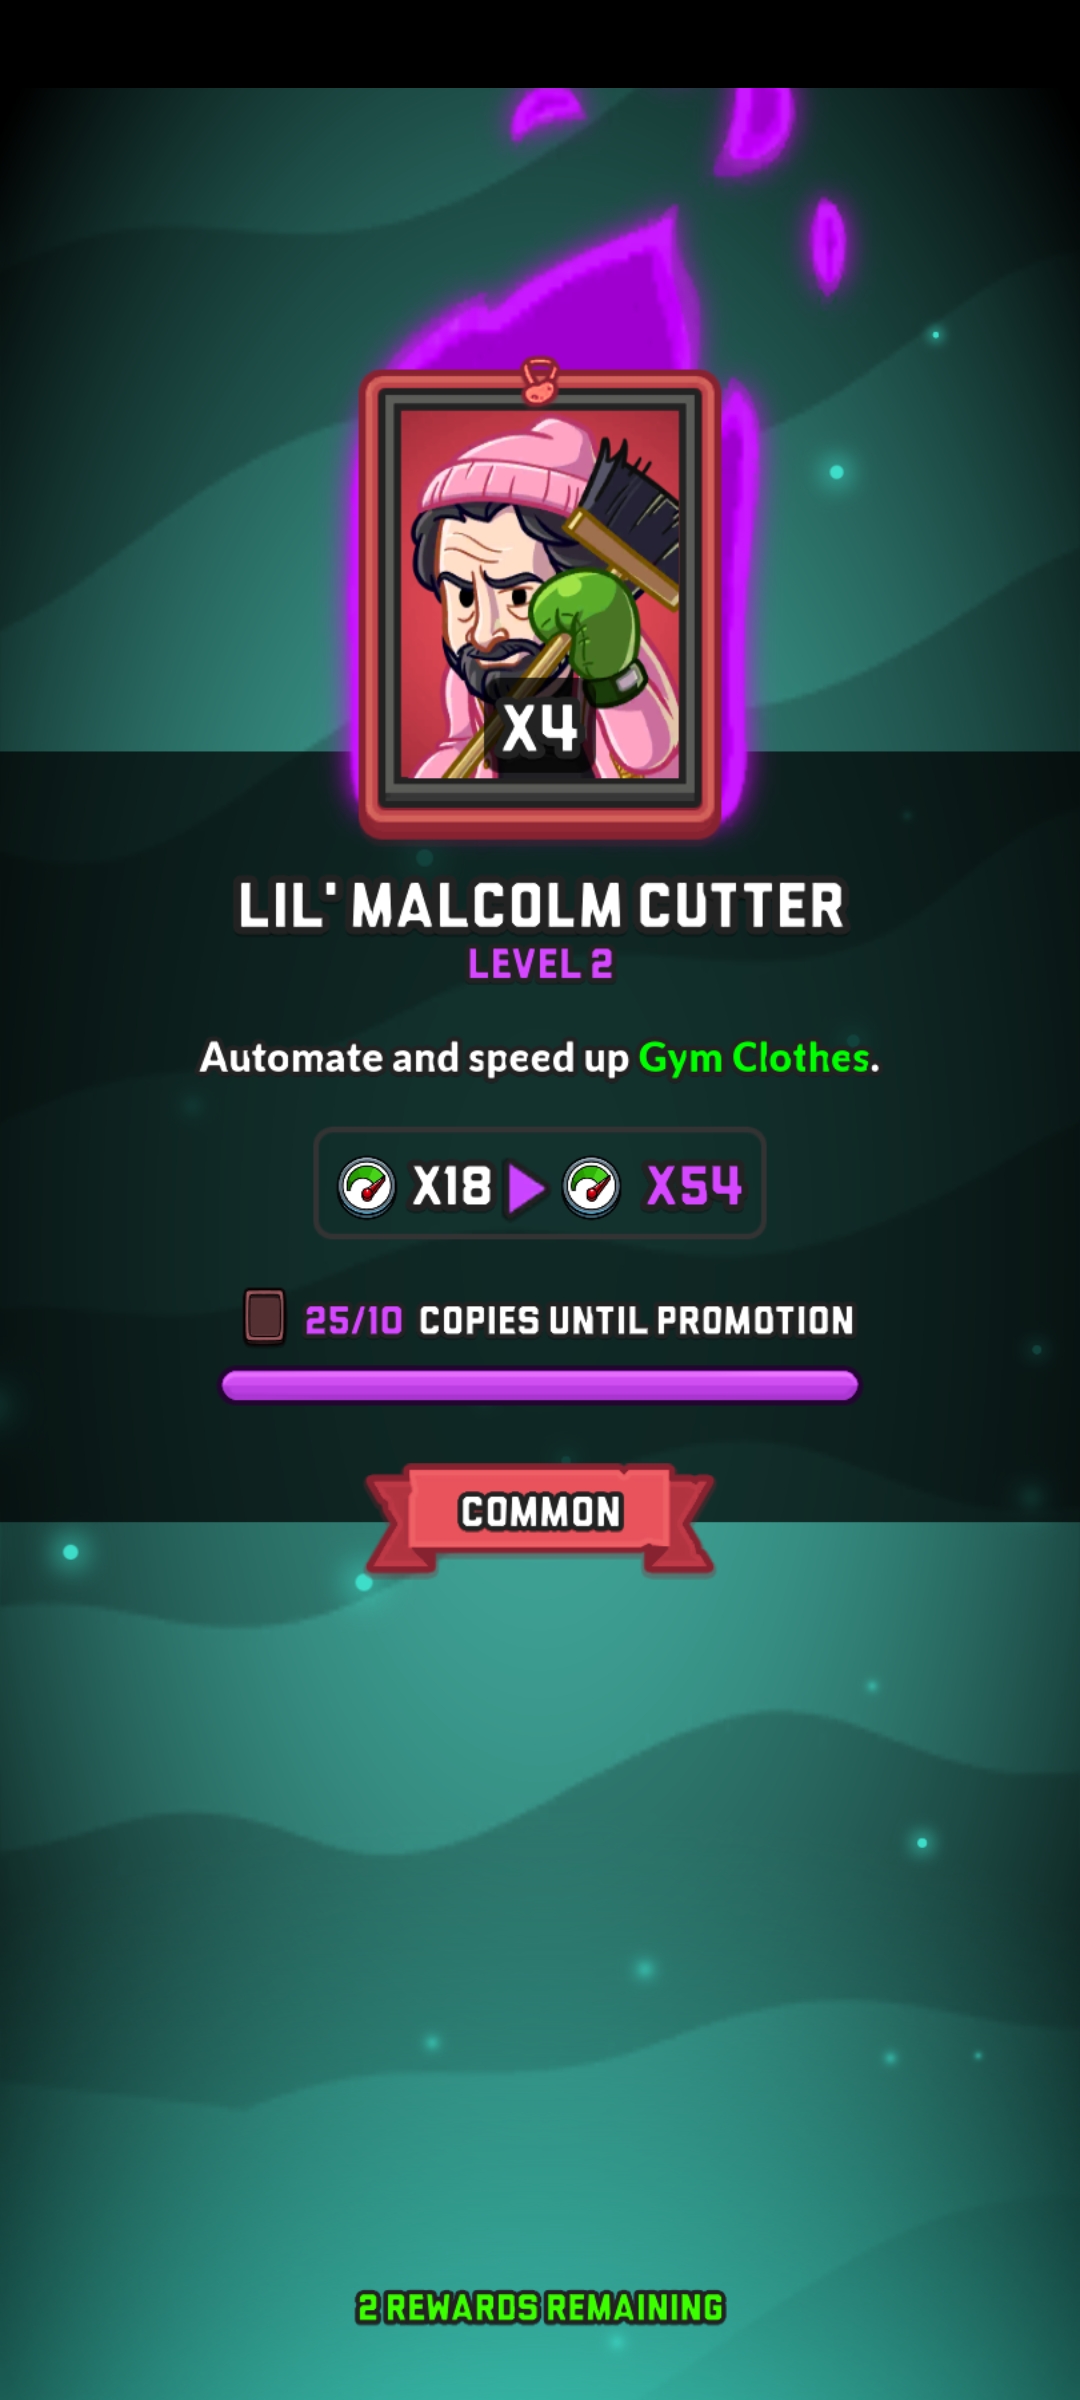 X4
LIL' MALCOLM CUTTER
LEVEL 2
Automate and speed up Gym Clothes.
X18 X54
25/10 COPIES UNTIL PROMOTION
COMMON
2 REWARDS REMAINING